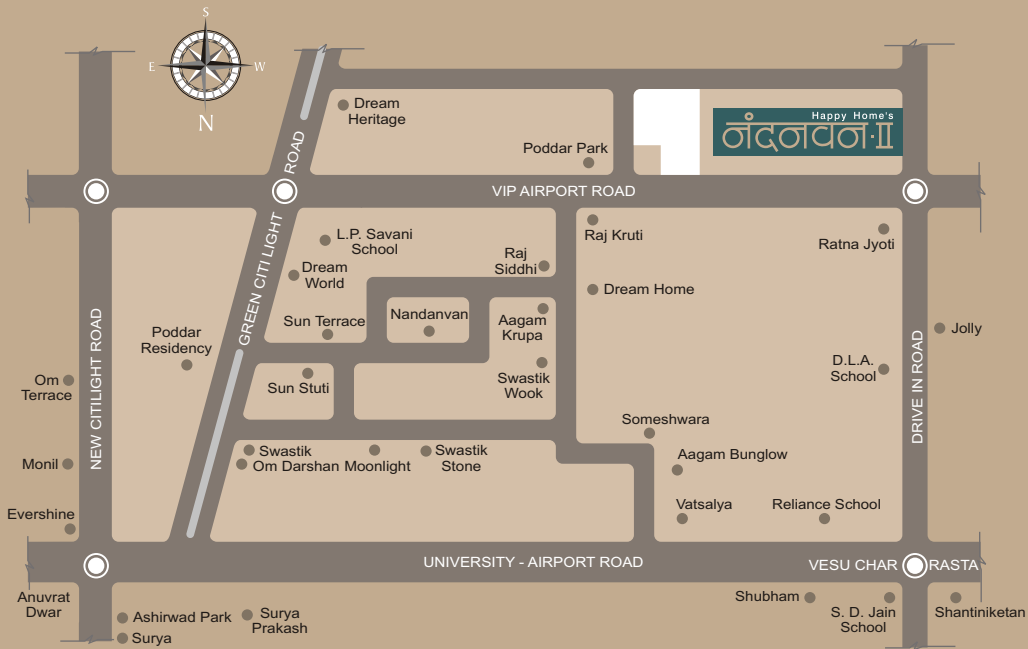 S
E
W
N
Dream
Heritage
Happy Home's
नंदनवन-II
Poddar Park
VIP AIRPORT ROAD
GREEN CITI LIGHT ROAD
L.P. Savani
School
Raj
Siddhi
Raj Kruti
Ratna Jyoti
Dream
World
Dream Home
Sun Terrace
Nandanvan
Aagam
Krupa
Poddar
Residency
Jolly
NEW CITILIGHT ROAD
DRIVE IN ROAD
Om
Terrace
Sun Stuti
Swastik
Wook
D.L.A.
School
Someshwara
Swastik
Om Darshan
Moonlight
Swastik
Stone
Aagam Bunglow
Monil
Vatsalya
Reliance School
Evershine
UNIVERSITY - AIRPORT ROAD
VESU CHAR RASTA
Anuvrat
Dwar
Ashirwad Park
Surya
Surya
Prakash
Shubham
S. D. Jain
School
Shantiniketan